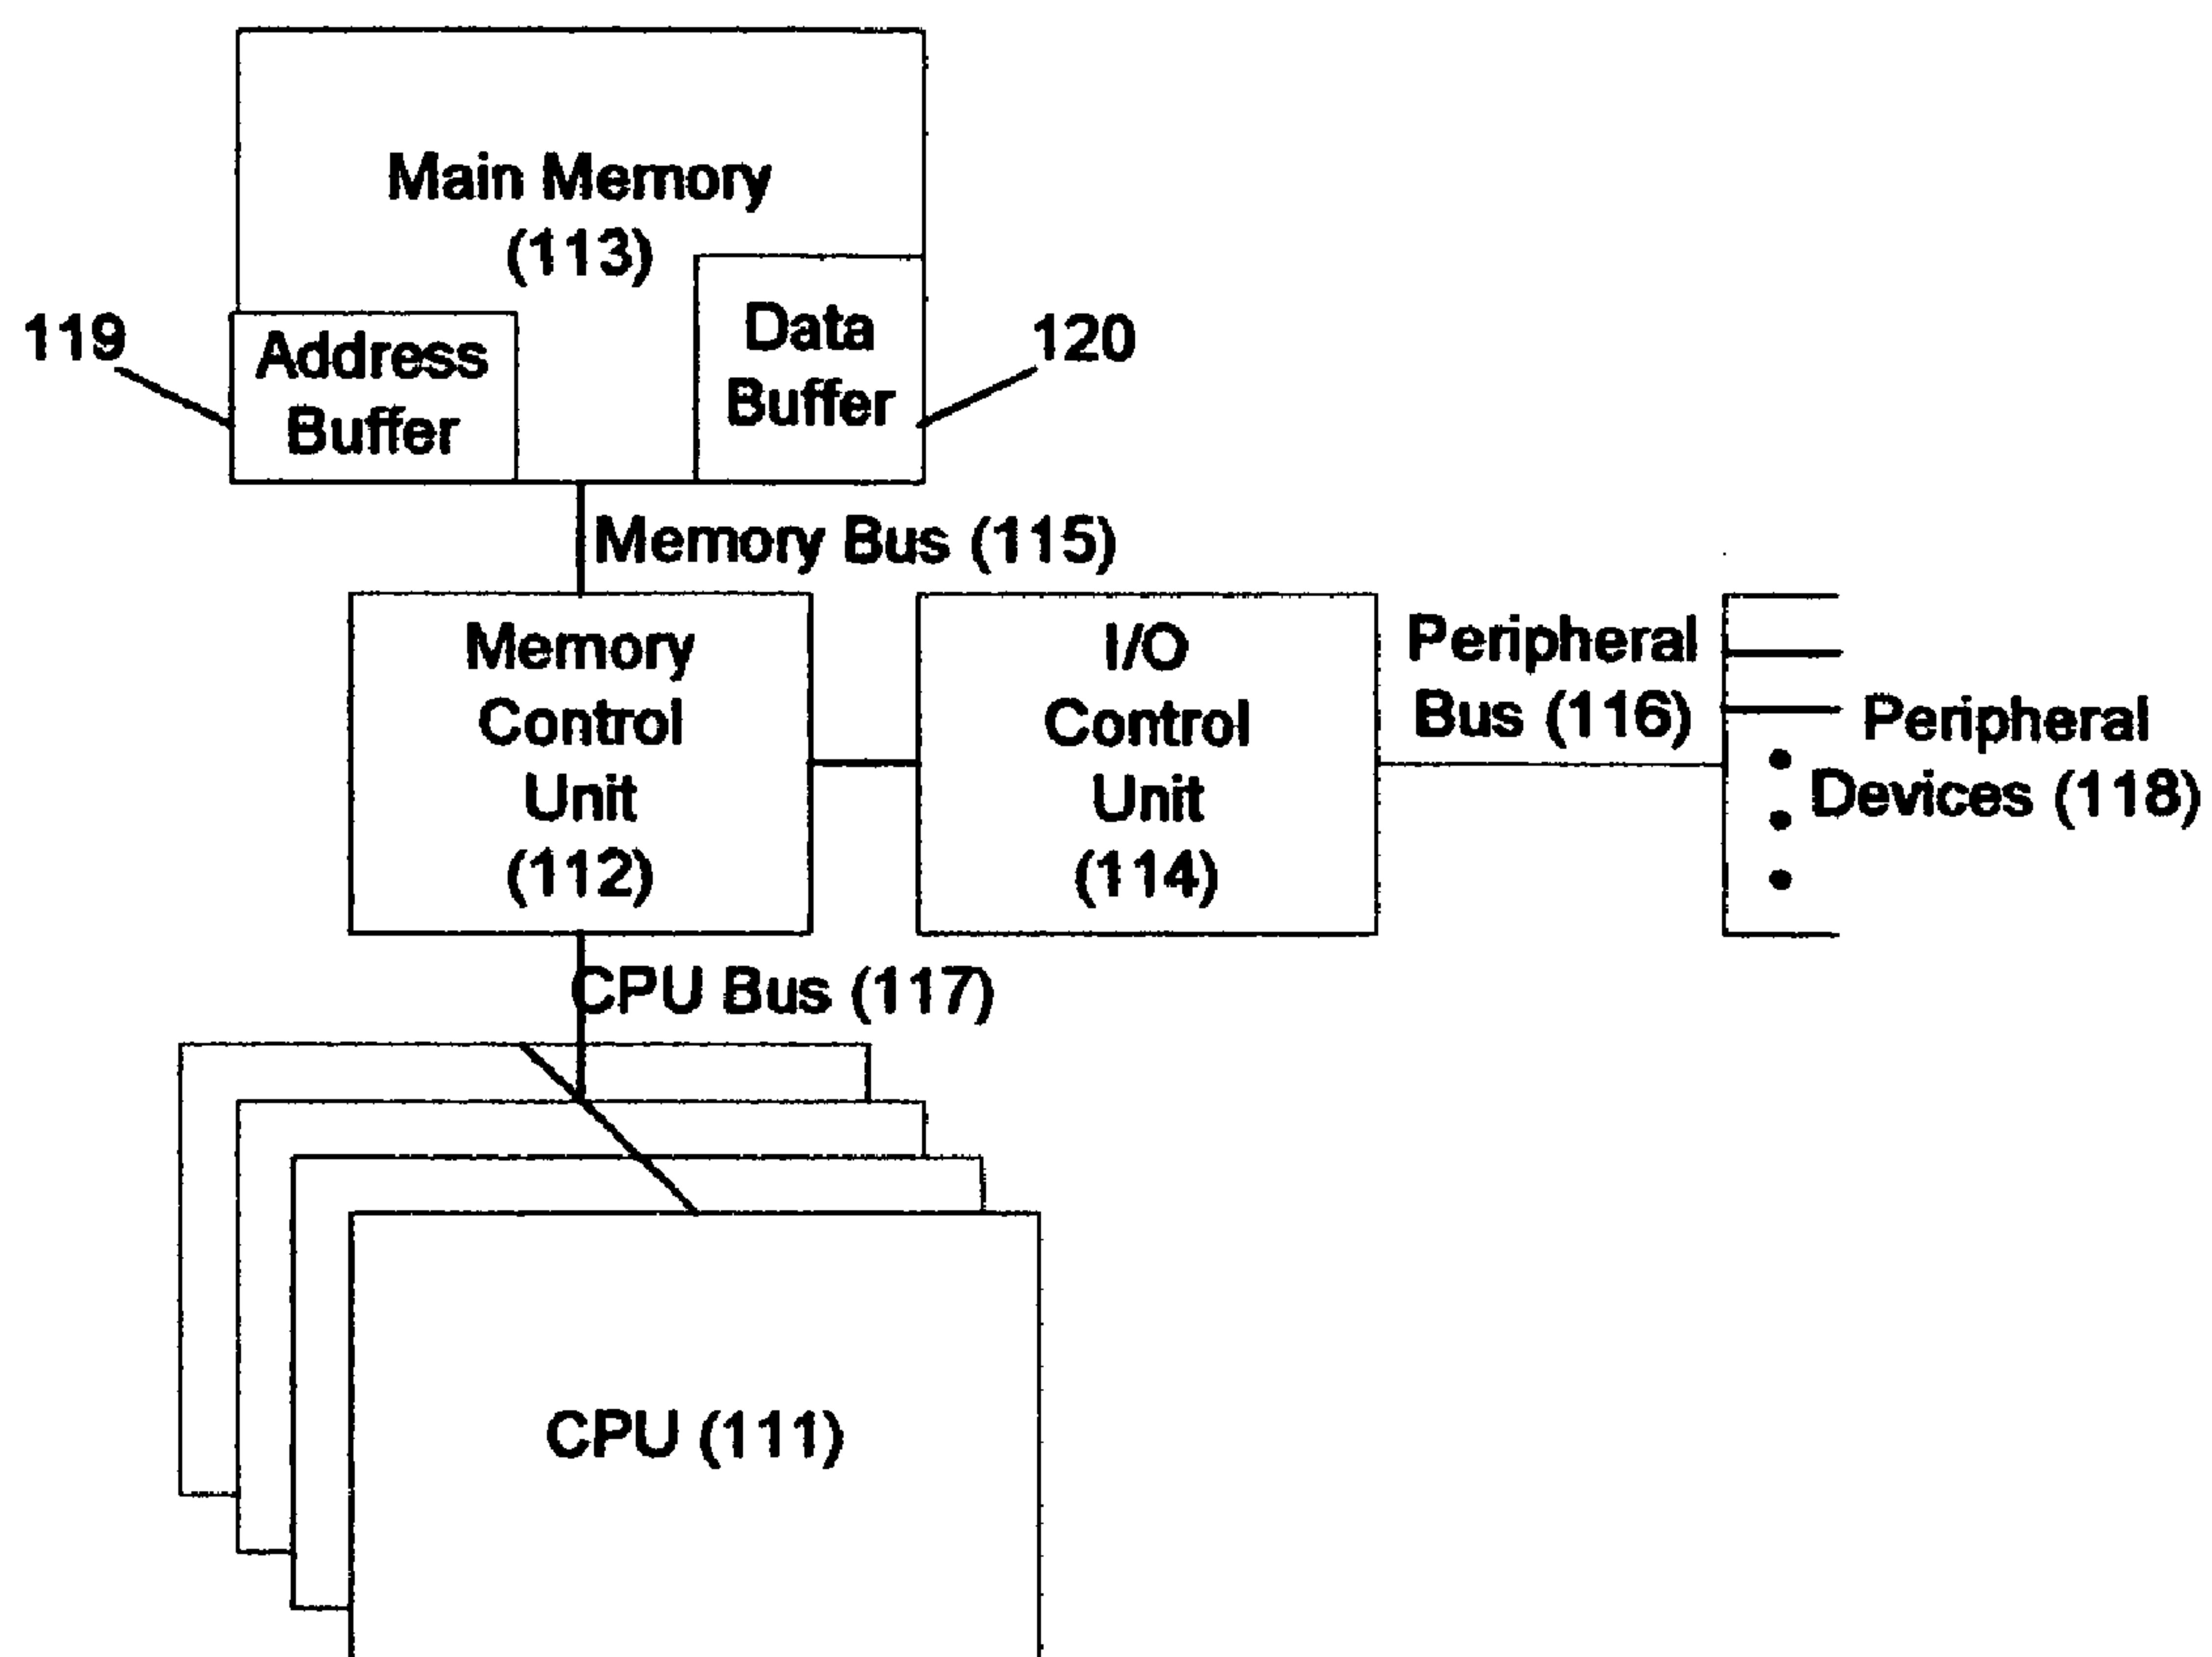 Main Memory
(113)
119
Address
Buffer
Data
Buffer
120
Memory Bus (115)
Memory
Control
Unit
(112)
I/O
Control
Unit
(114)
Peripheral
Bus (116)
Peripheral
Devices (118)
CPU Bus (117)
CPU (111)